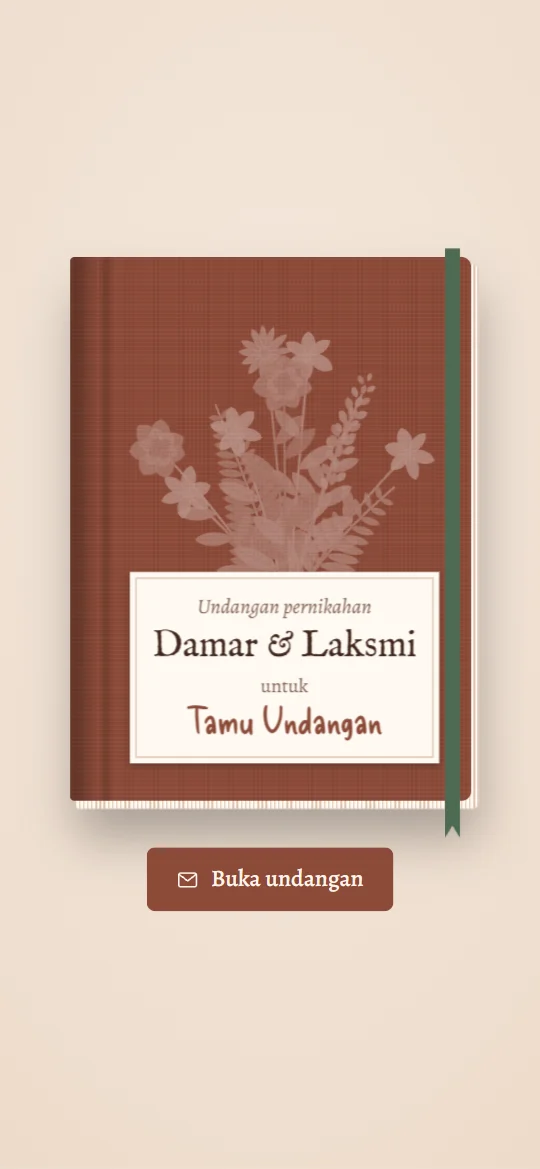 Undangan pernikahan
Damar & Laksmi
untuk
Tamu Undangan
Buka undangan